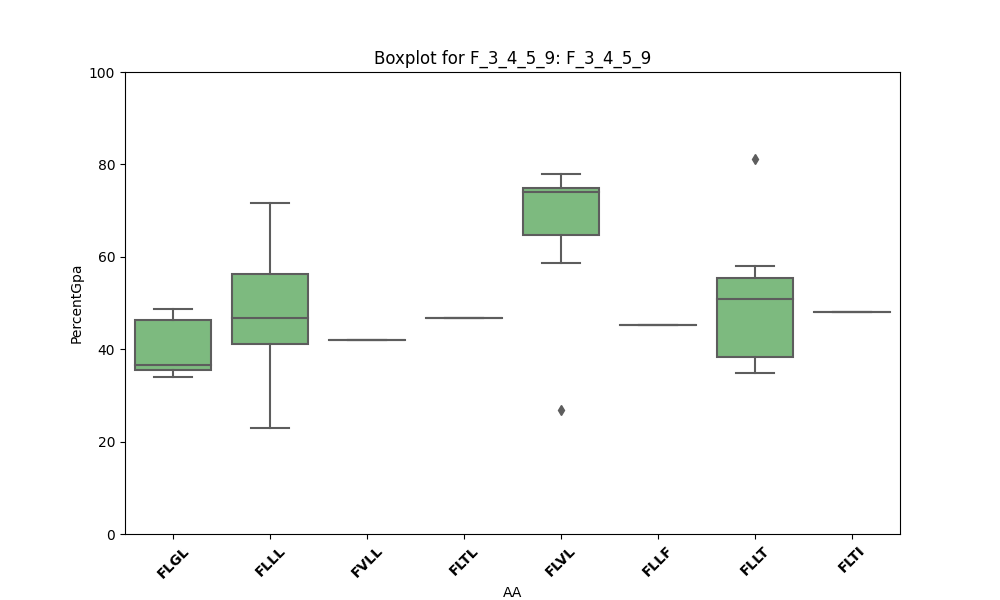 Boxplot for F_3_4_5_9: F_3_4_5_9
100
80
60
40
20
0
PercentGpa
FLGL
FLLL
FVLL
FLTL
FLVL
FLLF
FLLT
FLTI
AA